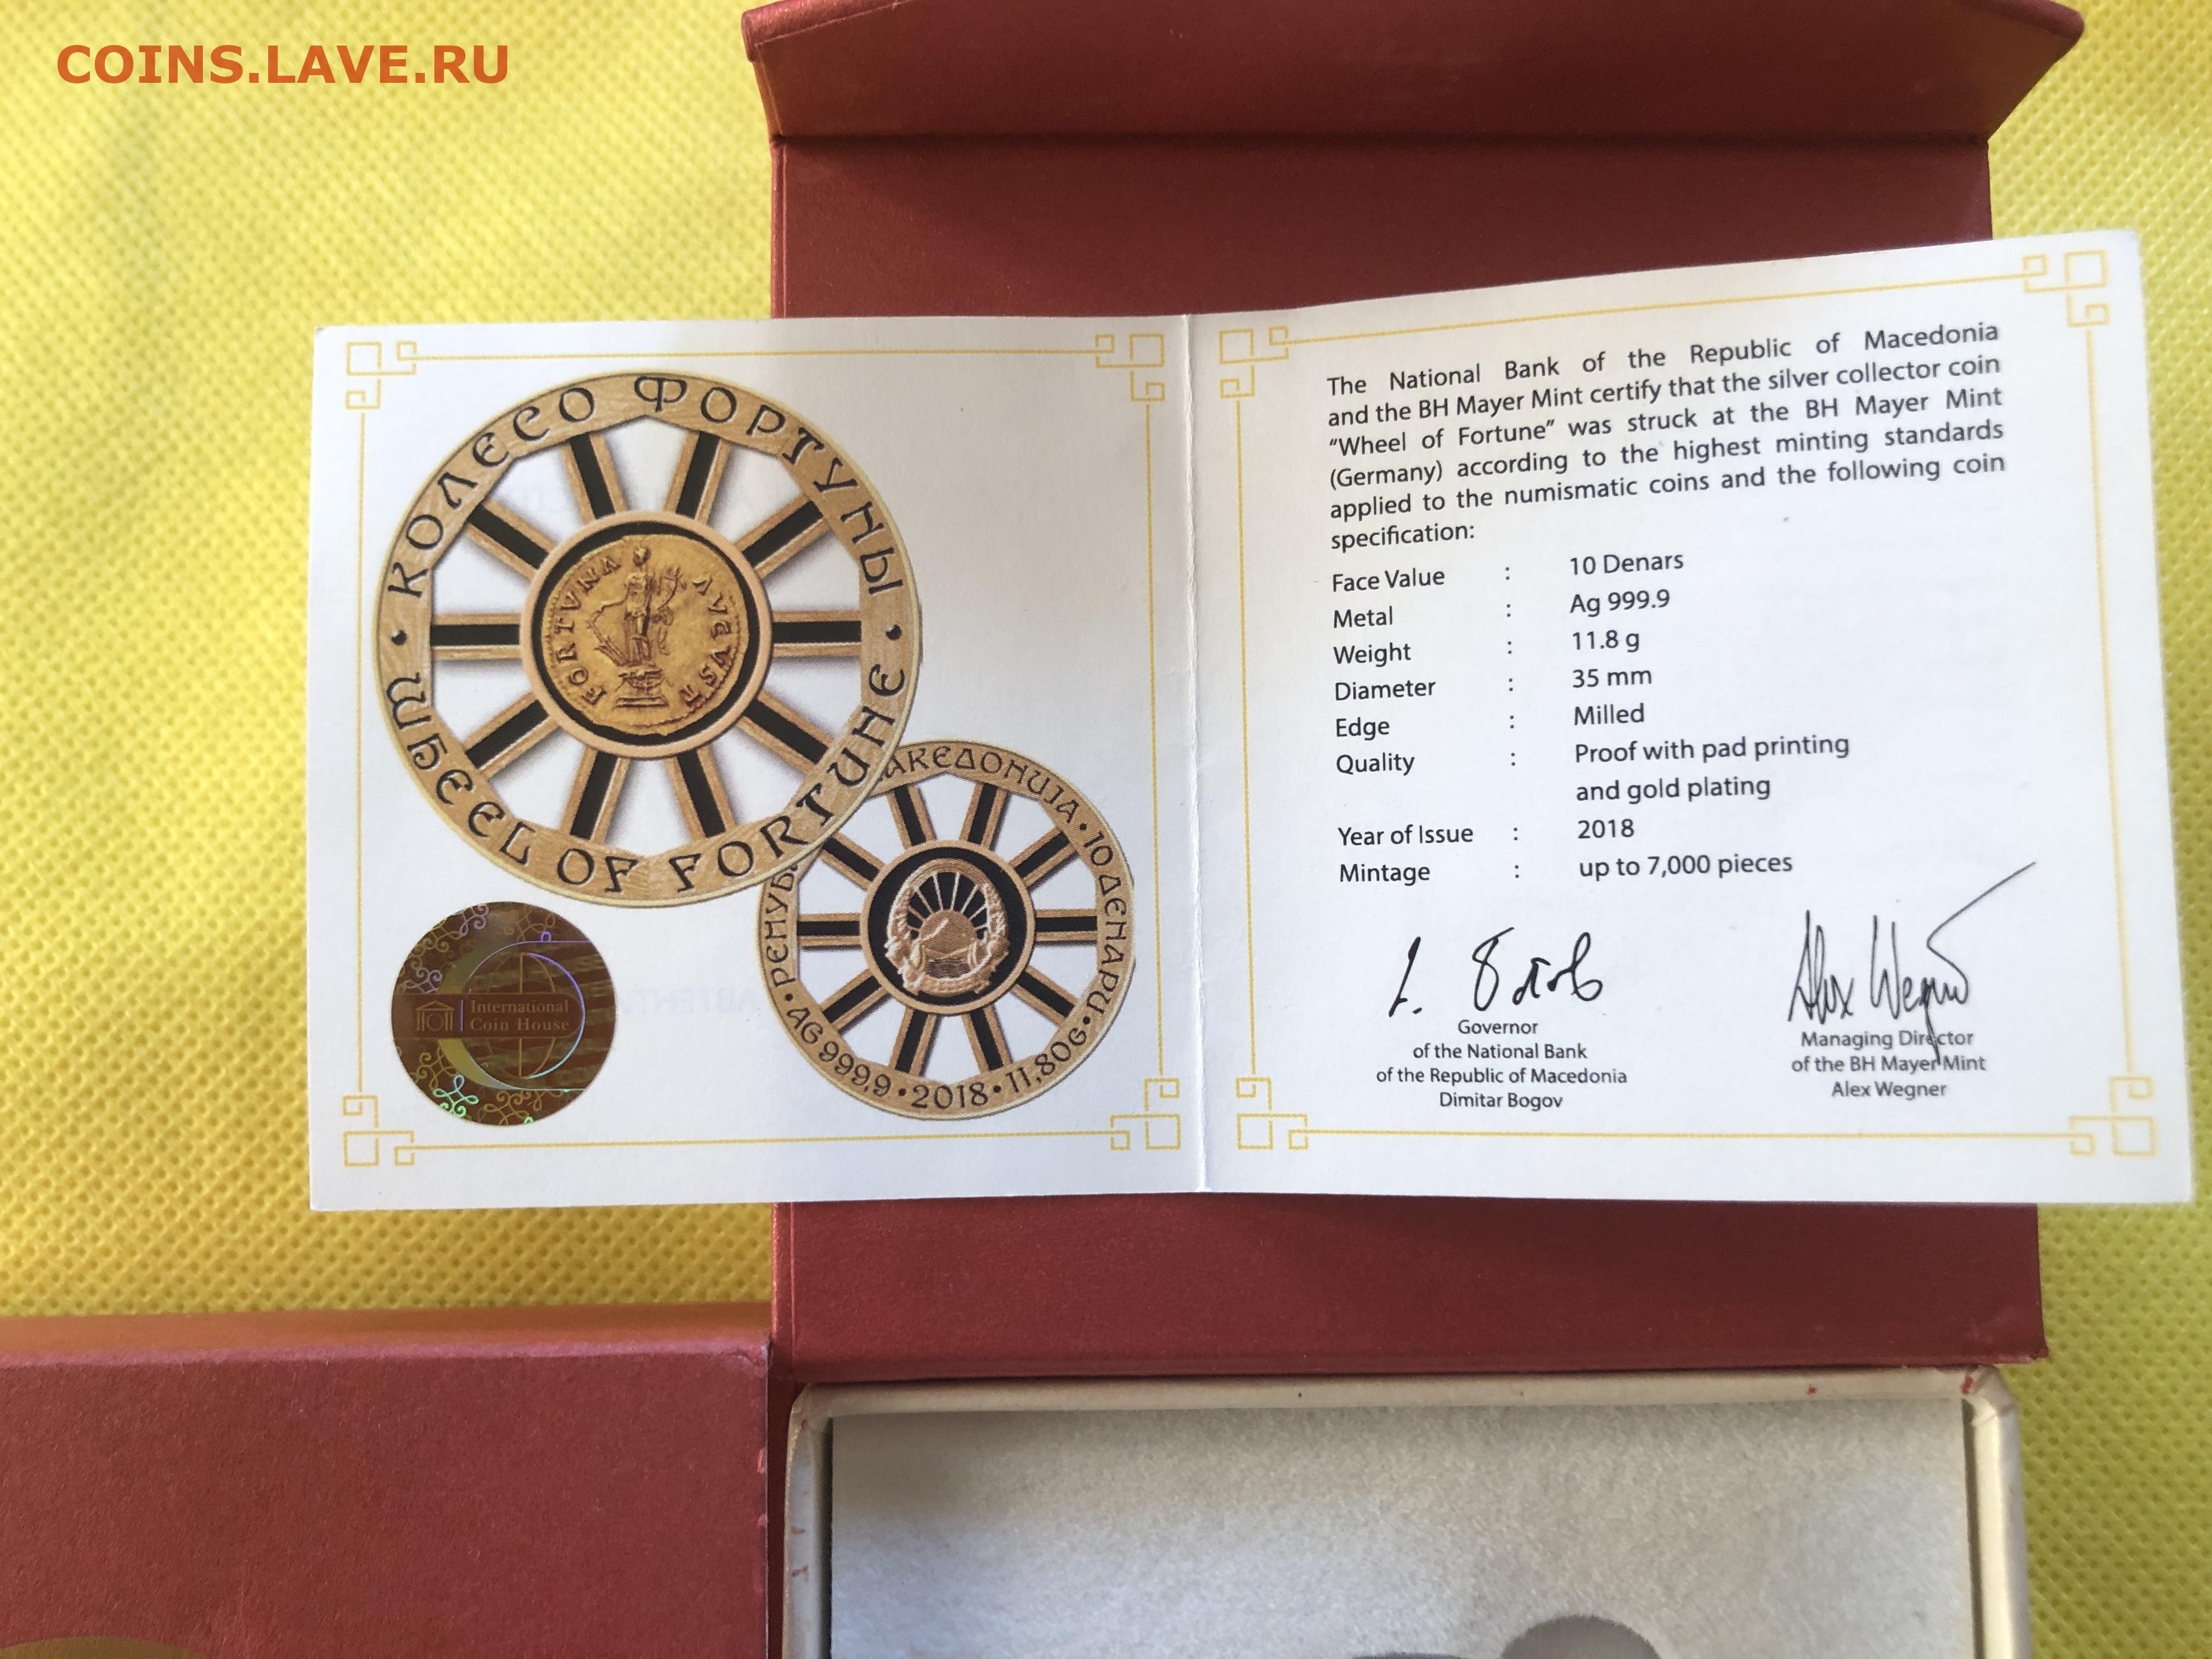 COINS.LAVE.RU
КОЛЕСО ФОРТУНЫ
WHEEL OF FORTUNE
FORTVNA AVGVST
МАКЕДОНИЈА • 10 ДЕНАРИ • 11,80G • 2018 • AG 999,9 •
International
Coin House
The National Bank of the Republic of Macedonia
and the BH Mayer Mint certify that the silver collector coin
“Wheel of Fortune” was struck at the BH Mayer Mint
(Germany) according to the highest minting standards
applied to the numismatic coins and the following coin
specification:
Face Value : 10 Denars
Metal : Ag 999.9
Weight : 11.8 g
Diameter : 35 mm
Edge : Milled
Quality : Proof with pad printing
and gold plating
Year of Issue : 2018
Mintage : up to 7,000 pieces
Alex Wegner
Governor
of the National Bank
of the Republic of Macedonia
Dimitar Bogov
Managing Director
of the BH Mayer Mint
Alex Wegner